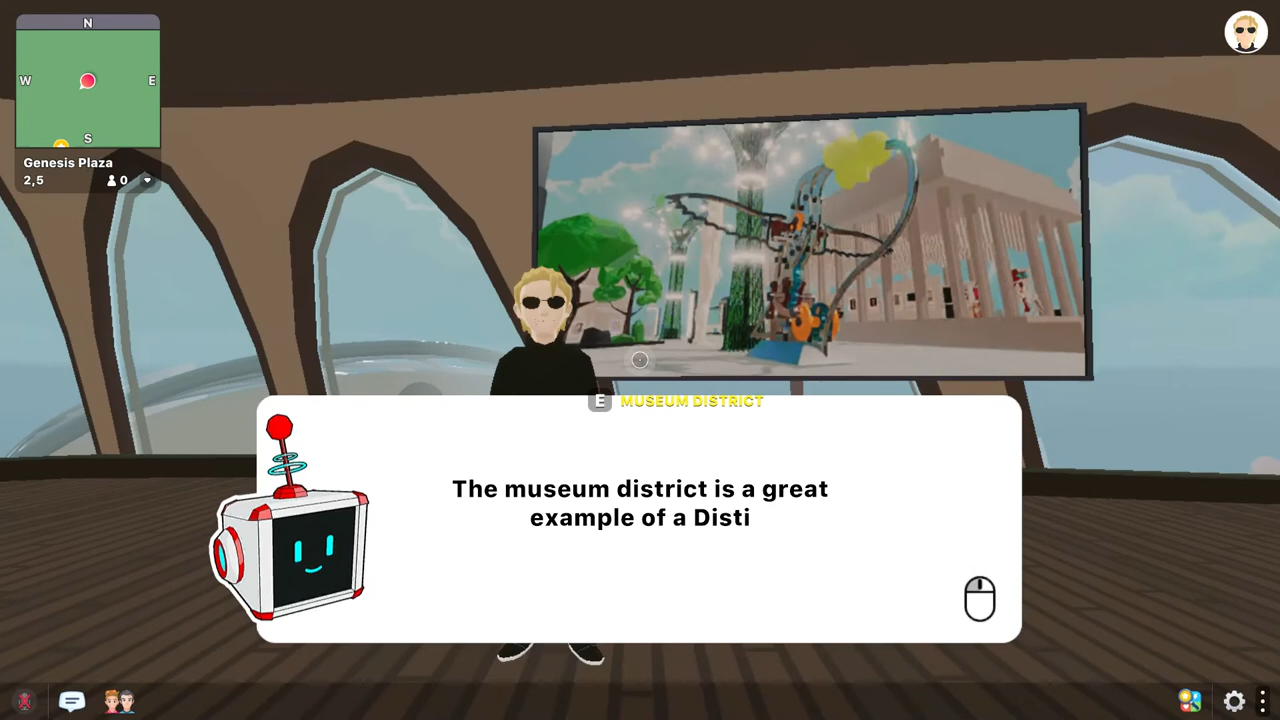 N
W
E
S
Genesis Plaza
2,5
0
E MUSEUM DISTRICT
The museum district is a great
example of a Disti